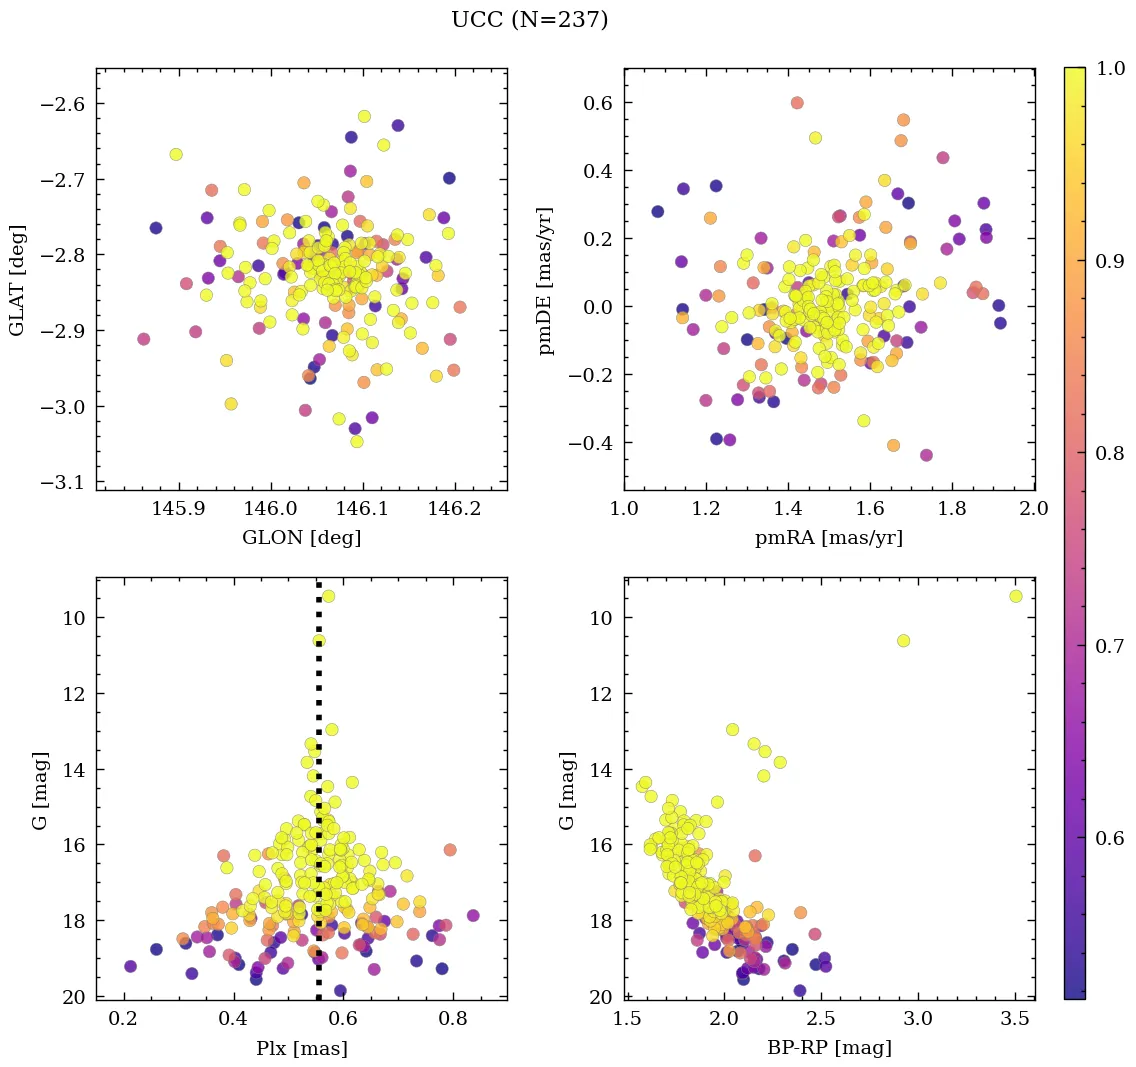 UCC (N=237)
−2.6
−2.7
−2.8
−2.9
−3.0
−3.1
GLAT [deg]
145.9 146.0 146.1 146.2
GLON [deg]
0.6
0.4
0.2
0.0
−0.2
−0.4
pmDE [mas/yr]
1.0 1.2 1.4 1.6 1.8 2.0
pmRA [mas/yr]
10
12
14
16
18
20
G [mag]
0.2 0.4 0.6 0.8
Plx [mas]
10
12
14
16
18
20
G [mag]
1.5 2.0 2.5 3.0 3.5
BP-RP [mag]
1.0
0.9
0.8
0.7
0.6